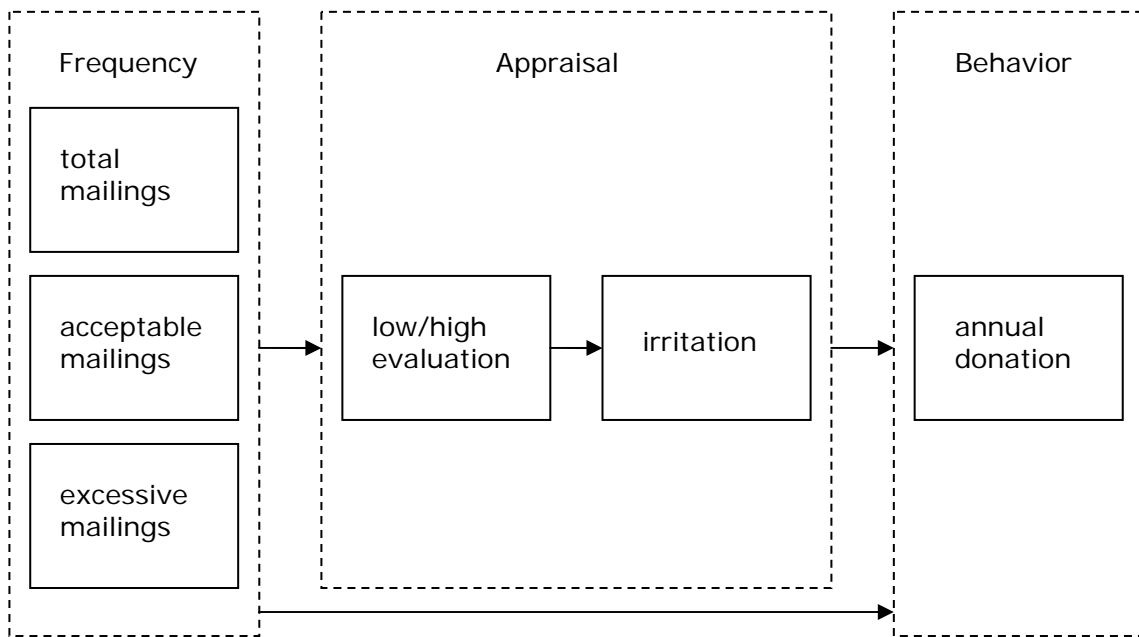 Frequency
Appraisal
Behavior
total
mailings
acceptable
mailings
low/high
evaluation
irritation
annual
donation
excessive
mailings